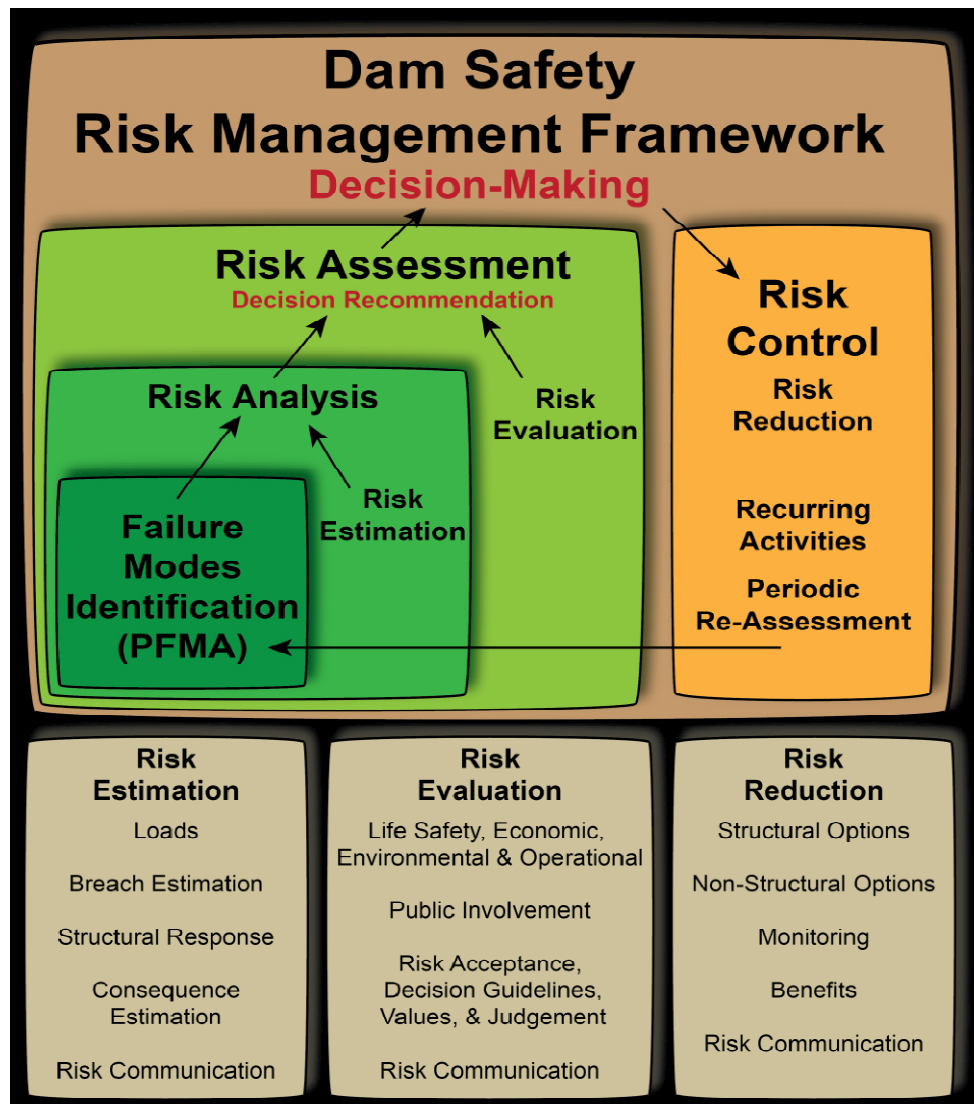 Dam Safety
Risk Management Framework
Decision-Making
Risk Assessment
Decision Recommendation
Risk Analysis
Risk
Evaluation
Risk
Estimation
Failure
Modes
Identification
(PFMA)
Risk
Control
Risk
Reduction
Recurring
Activities
Periodic
Re-Assessment
Risk
Estimation
Loads
Breach Estimation
Structural Response
Consequence
Estimation
Risk Communication
Risk
Evaluation
Life Safety, Economic,
Environmental & Operational
Public Involvement
Risk Acceptance,
Decision Guidelines,
Values, & Judgement
Risk Communication
Risk
Reduction
Structural Options
Non-Structural Options
Monitoring
Benefits
Risk Communication